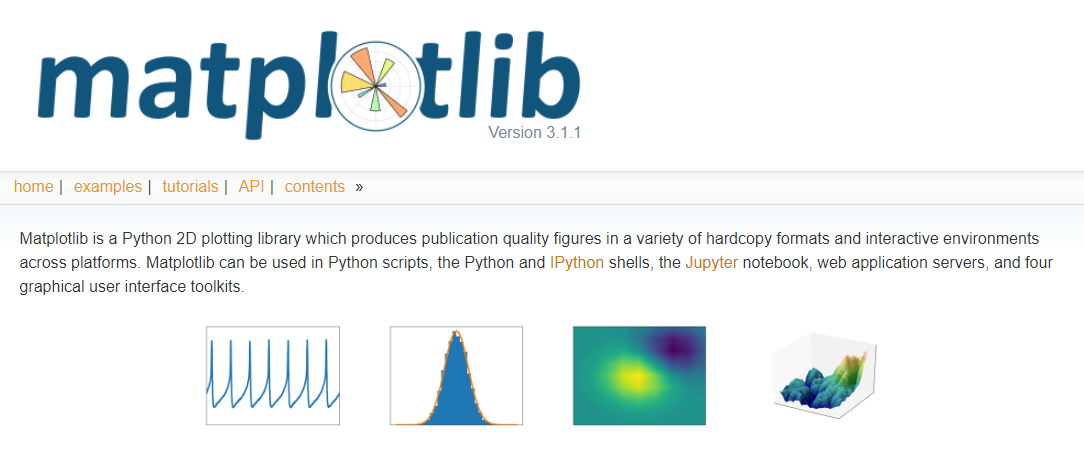 matplotlib
Version 3.1.1
home | examples | tutorials | API | contents »
Matplotlib is a Python 2D plotting library which produces publication quality figures in a variety of hardcopy formats and interactive environments
across platforms. Matplotlib can be used in Python scripts, the Python and IPython shells, the Jupyter notebook, web application servers, and four
graphical user interface toolkits.